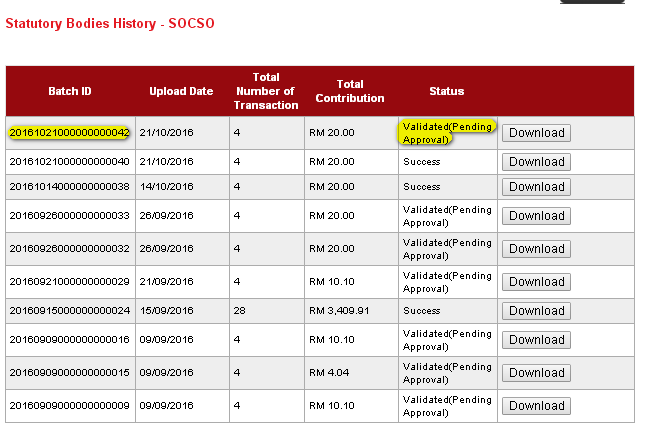 Statutory Bodies History - SOCSO
Batch ID Upload Date Total Number of Transaction Total Contribution Status
20161021000000000042 21/10/2016 4 RM 20.00 Validated(Pending Approval) Download
20161021000000000040 21/10/2016 4 RM 20.00 Success Download
20161014000000000038 14/10/2016 4 RM 20.00 Success Download
20160926000000000033 26/09/2016 4 RM 20.00 Validated(Pending Approval) Download
20160926000000000032 26/09/2016 4 RM 20.00 Validated(Pending Approval) Download
20160921000000000029 21/09/2016 4 RM 10.10 Validated(Pending Approval) Download
20160915000000000024 15/09/2016 28 RM 3,409.91 Success Download
20160909000000000016 09/09/2016 4 RM 10.10 Validated(Pending Approval) Download
20160909000000000015 09/09/2016 4 RM 4.04 Validated(Pending Approval) Download
20160909000000000009 09/09/2016 4 RM 10.10 Validated(Pending Approval) Download